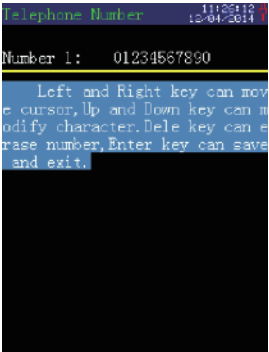 Telephone Number
11:26:12
12/04/2014
Number 1: 01234567890
Left and Right key can mov
e cursor,Up and Down key can m
odify character.Dele key can e
rase number,Enter key can save
and exit.